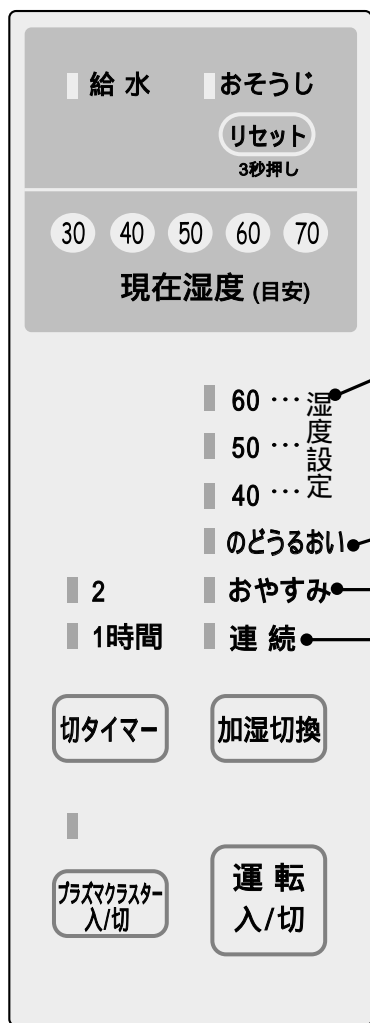 給水 おそうじ
リセット
3秒押し
30 40 50 60 70
現在湿度 (目安)
60 … 湿度設定
50 …
40 …
のどうるおい
2 おやすみ
1時間 連続
切タイマー 加湿切換
プラズマクラスター
入/切
運転
入/切